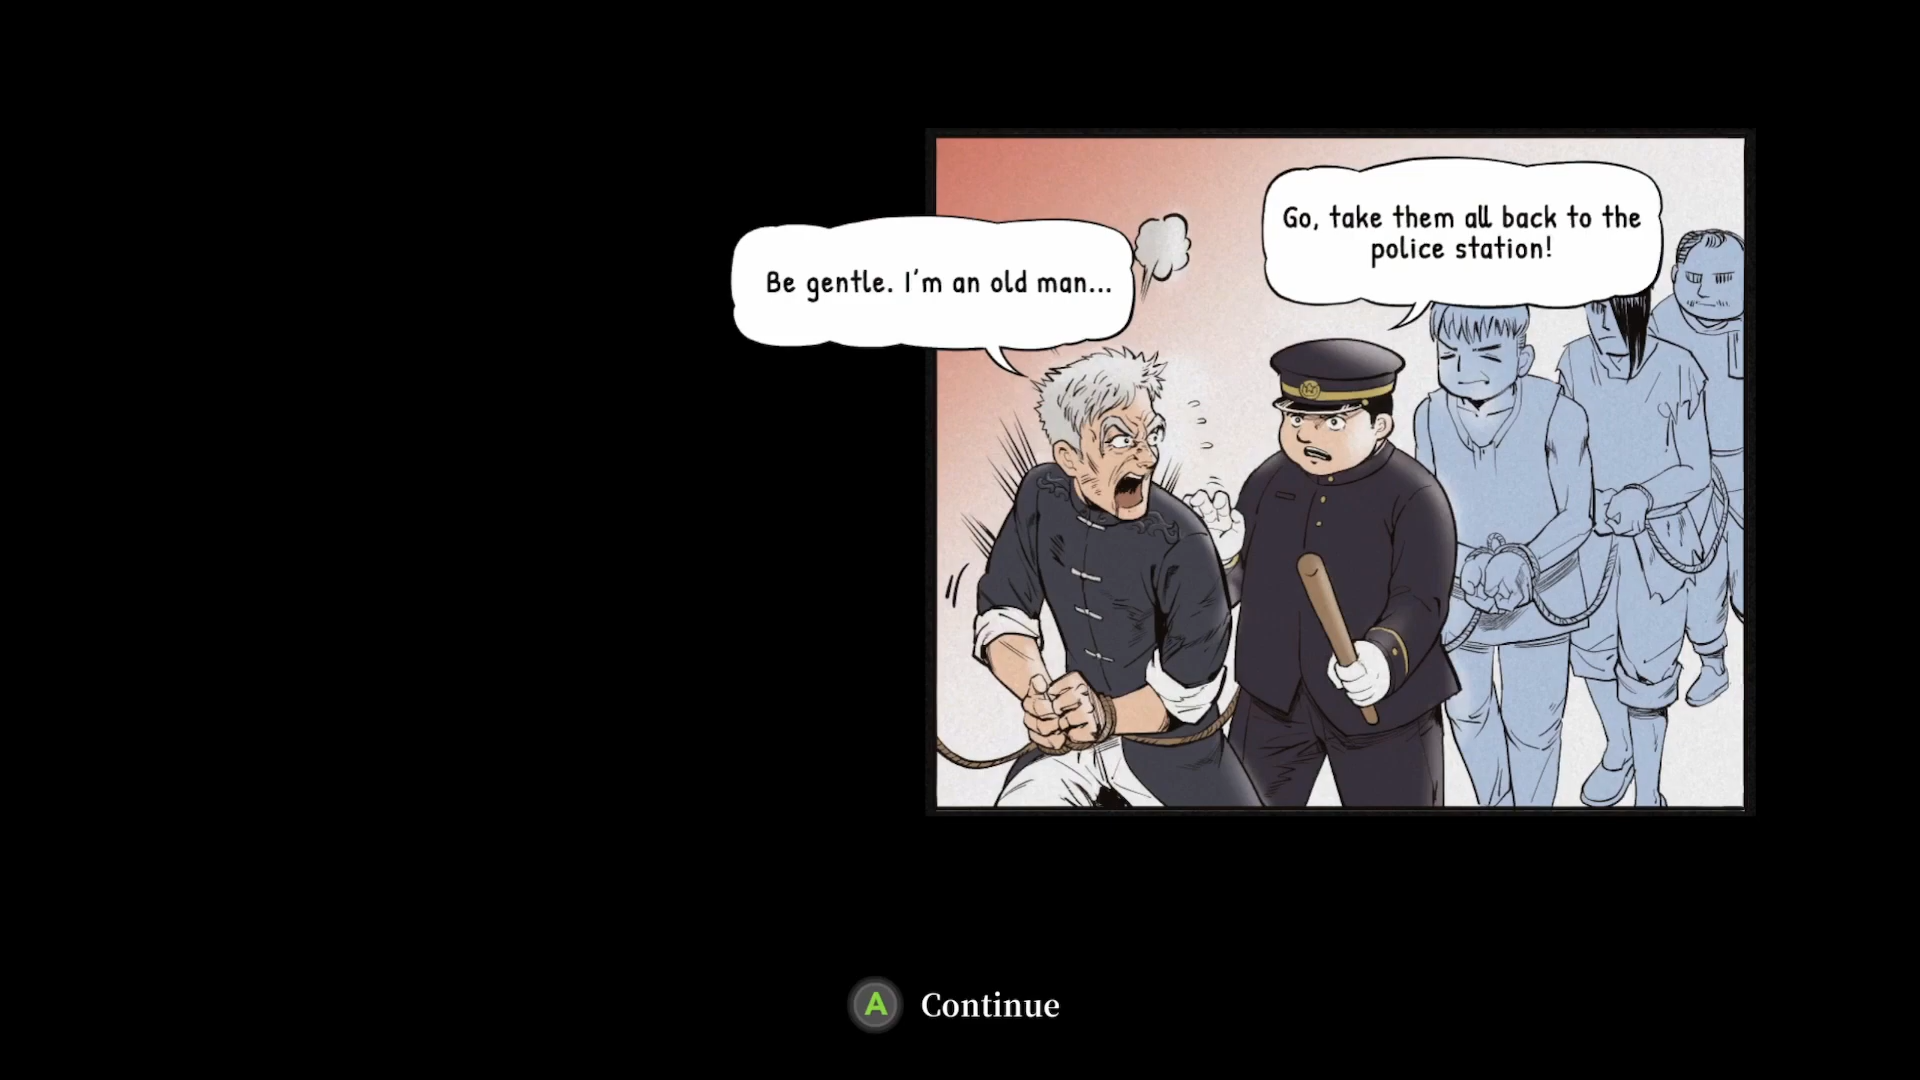 Be gentle. I'm an old man...
Go, take them all back to the
police station!
A Continue